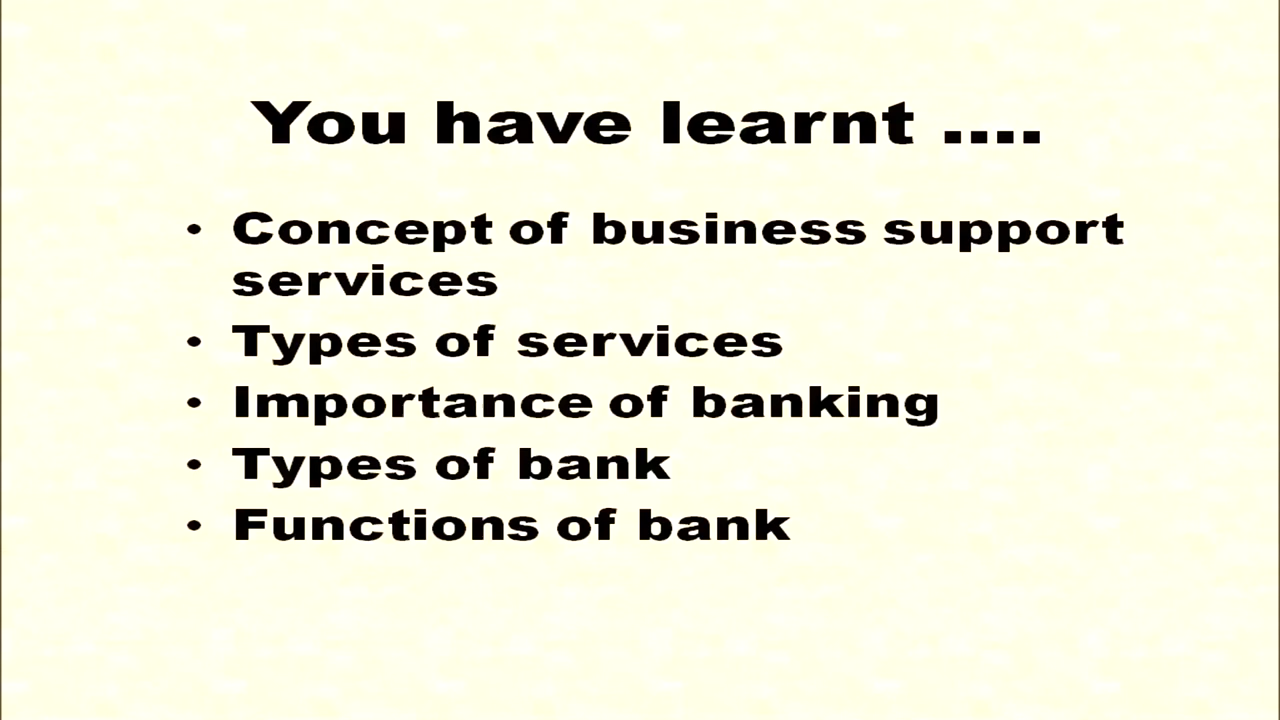 You have learnt ....
• Concept of business support
services
• Types of services
• Importance of banking
• Types of bank
• Functions of bank